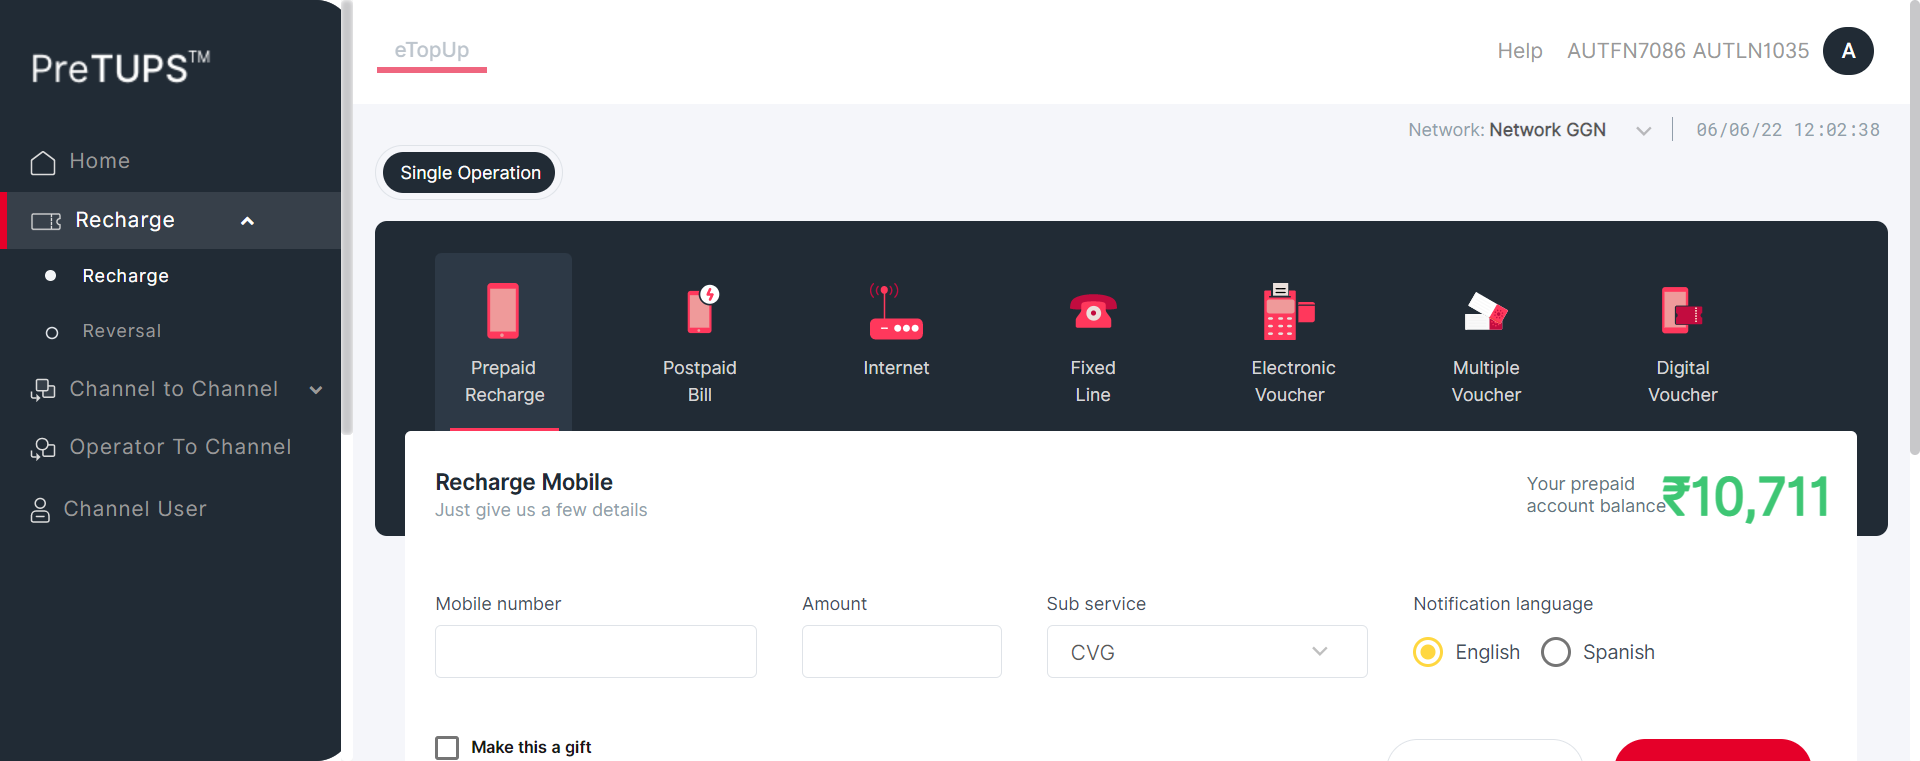 PreTUPS™
Home
Recharge
Recharge
Reversal
Channel to Channel
Operator To Channel
Channel User
eTopUp
Help
AUTFN7086 AUTLN1035
A
Network: Network GGN
06/06/22 12:02:38
Single Operation
Prepaid
Recharge
Postpaid
Bill
Internet
Fixed
Line
Electronic
Voucher
Multiple
Voucher
Digital
Voucher
Recharge Mobile
Just give us a few details
Your prepaid
account balance
₹10,711
Mobile number
Amount
Sub service
Notification language
CVG
English
Spanish
Make this a gift